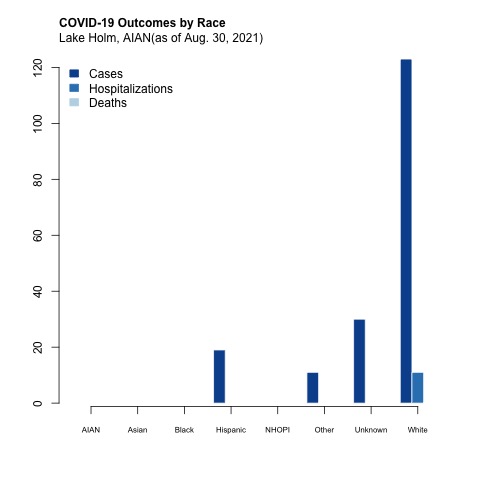 COVID-19 Outcomes by Race
Lake Holm, AIAN(as of Aug. 30, 2021)
Cases
Hospitalizations
Deaths
120
100
80
60
40
20
0
AIAN Asian Black Hispanic NHOPI Other Unknown White